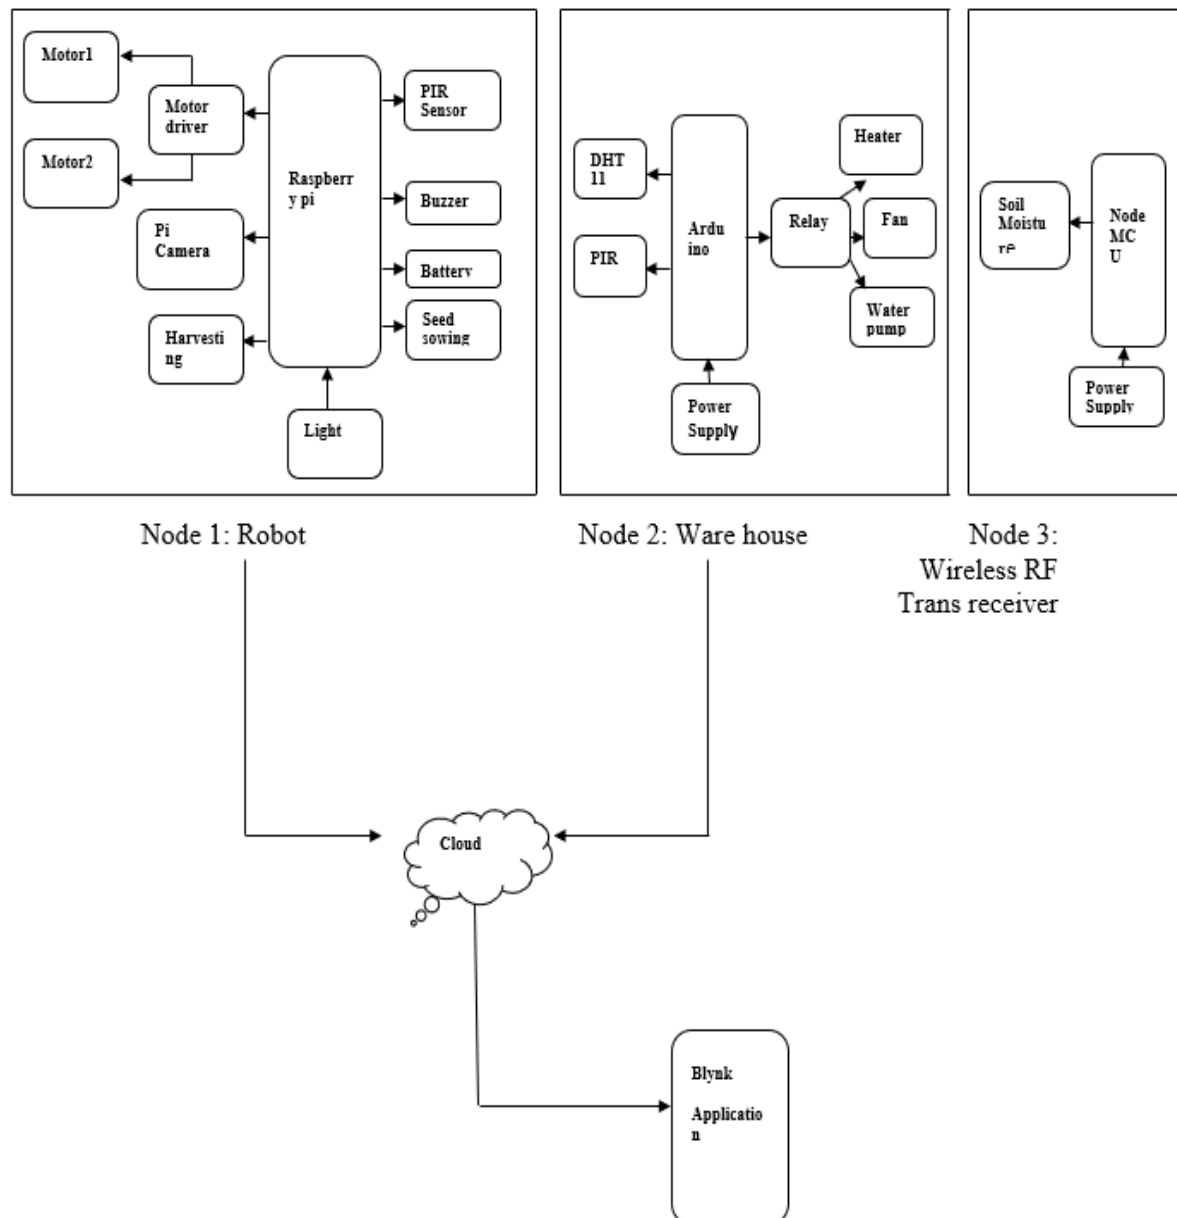 Motor1
Motor
driver
Motor2
Pi
Camera
Harvesti
ng
Raspberr
y pi
PIR
Sensor
Buzzer
Battery
Seed
sowing
Light
DHT
11
PIR
Ardu
ino
Relay
Heater
Fan
Water
pump
Power
Supply
Soil
Moistu
re
Node
MC
U
Power
Supply
Node 1: Robot
Node 2: Ware house
Node 3:
Wireless RF
Trans receiver
Cloud
Blynk
Applicatio
n